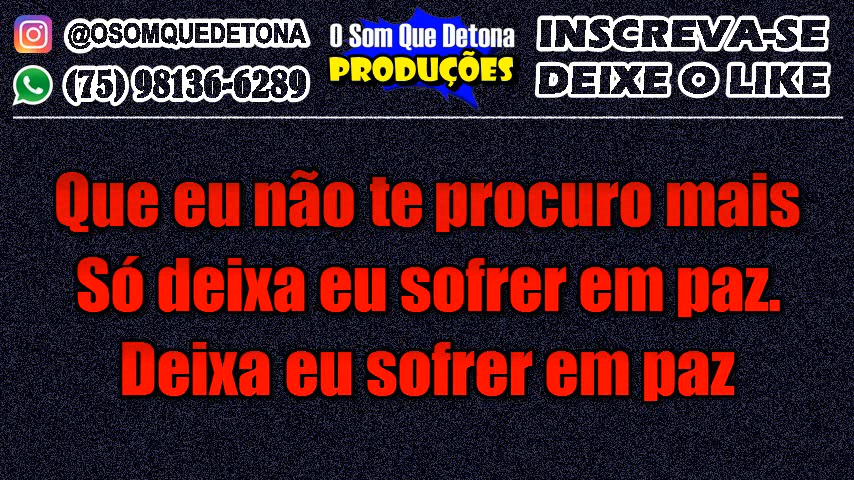 @OSOMQUEDETONA
(75) 98136-6289
O Som Que Detona
PRODUÇÕES
INSCREVA-SE
DEIXE O LIKE
Que eu não te procuro mais
Só deixa eu sofrer em paz.
Deixa eu sofrer em paz